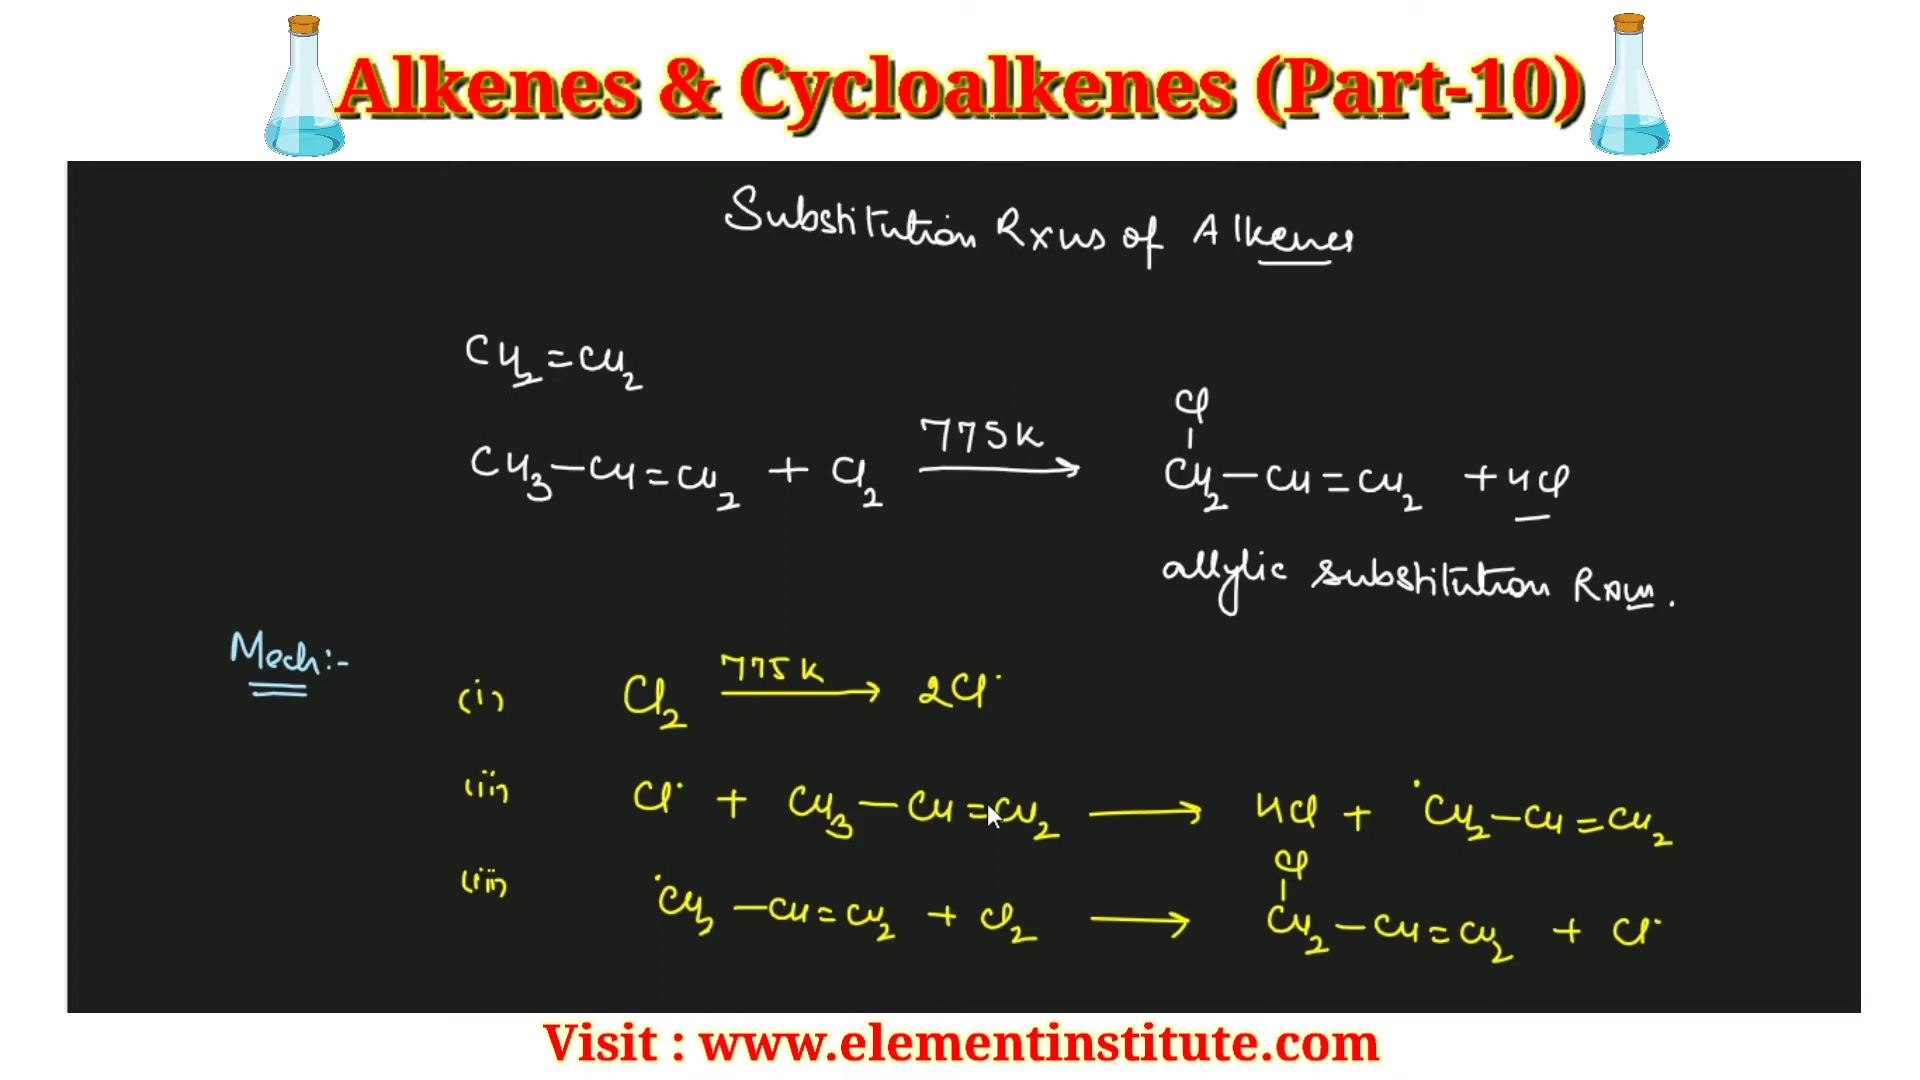 Alkenes & Cycloalkenes (Part-10)
Substitution Rxns of Alkenes
CH₂=CH₂
CH₃–CH=CH₂ + Cl₂ 775K → Cl | CH₂–CH=CH₂ + HCl
allylic substitution Rxn.
Mech:-
(i) Cl₂ 775K → 2Cl˙
(ii) Cl˙ + CH₃–CH=CH₂ → HCl + ˙CH₂–CH=CH₂
(iii) ˙CH₂–CH=CH₂ + Cl₂ → Cl | CH₂–CH=CH₂ + Cl˙
Visit : www.elementinstitute.com